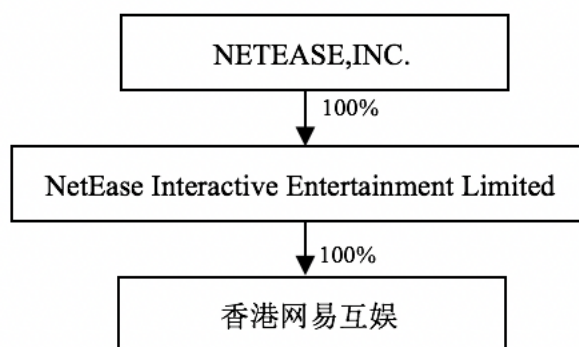 NETEASE,INC.
100%
NetEase Interactive Entertainment Limited
100%
香港网易互娱